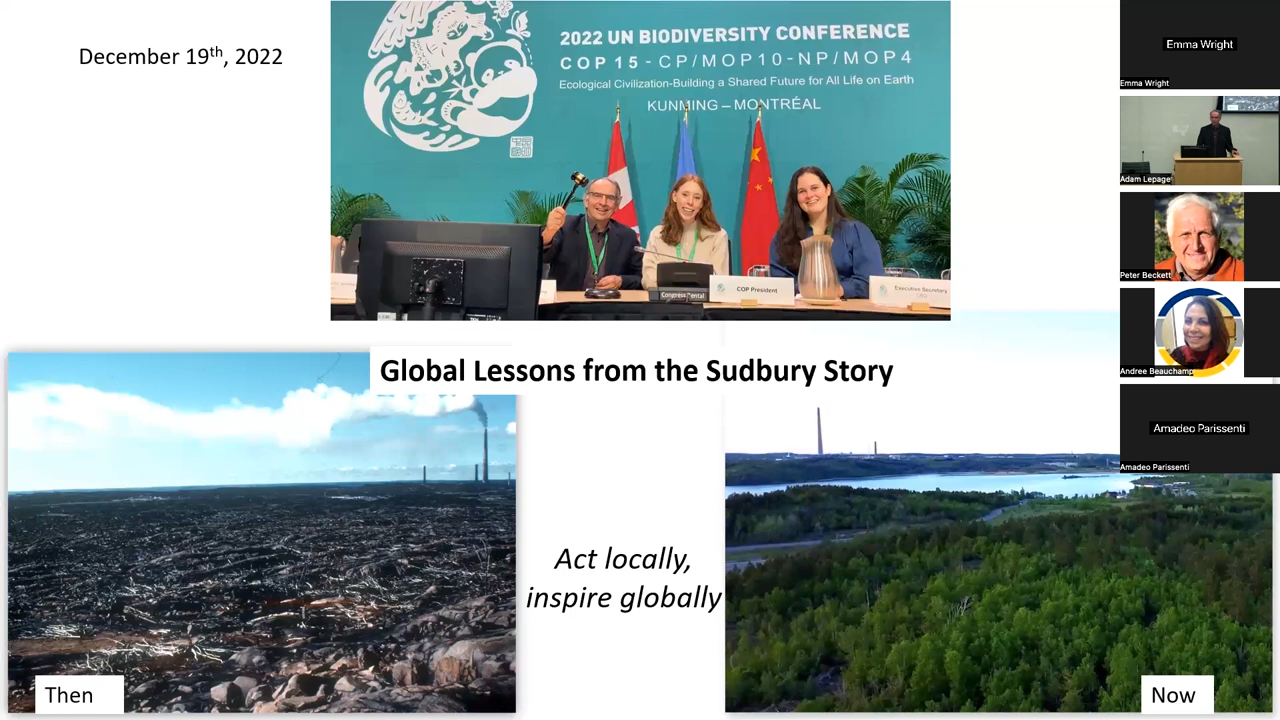 December 19th, 2022
2022 UN BIODIVERSITY CONFERENCE
COP 15 - CP/MOP10-NP/MOP4
Ecological Civilization-Building a Shared Future for All Life on Earth
KUNMING – MONTRÉAL
COP President
Executive Secretary
Global Lessons from the Sudbury Story
Act locally,
inspire globally
Then
Now
Emma Wright
Emma Wright
Adam Lepage
Peter Beckett
Andree Beauchamp
Amadeo Parissenti
Amadeo Parissenti